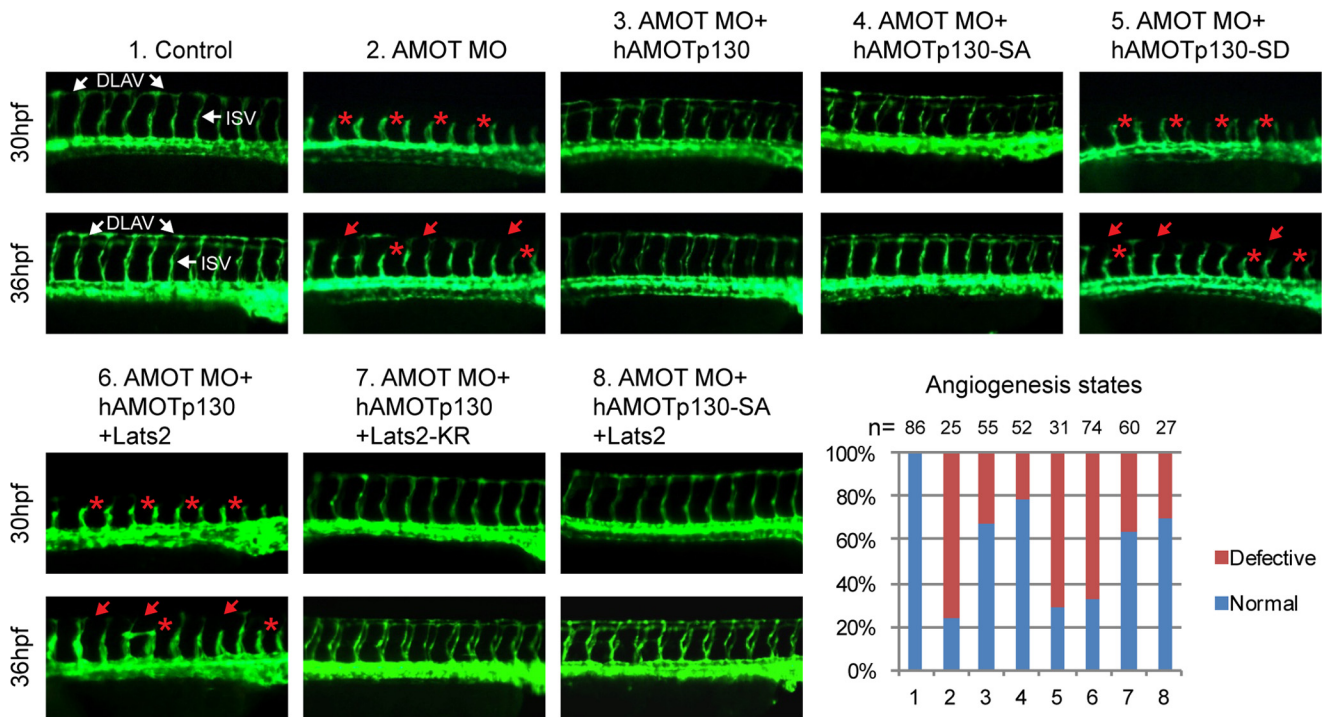 1. Control
2. AMOT MO
3. AMOT MO+
hAMOTp130
4. AMOT MO+
hAMOTp130-SA
5. AMOT MO+
hAMOTp130-SD
30hpf
DLAV
ISV
* * * *
* * * *
36hpf
DLAV
ISV
* *
* * *
6. AMOT MO+
hAMOTp130
+Lats2
7. AMOT MO+
hAMOTp130
+Lats2-KR
8. AMOT MO+
hAMOTp130-SA
+Lats2
30hpf
* * * *
36hpf
* *
Angiogenesis states
n= 86 25 55 52 31 74 60 27
100%
80%
60%
40%
20%
0%
1 2 3 4 5 6 7 8
Defective
Normal